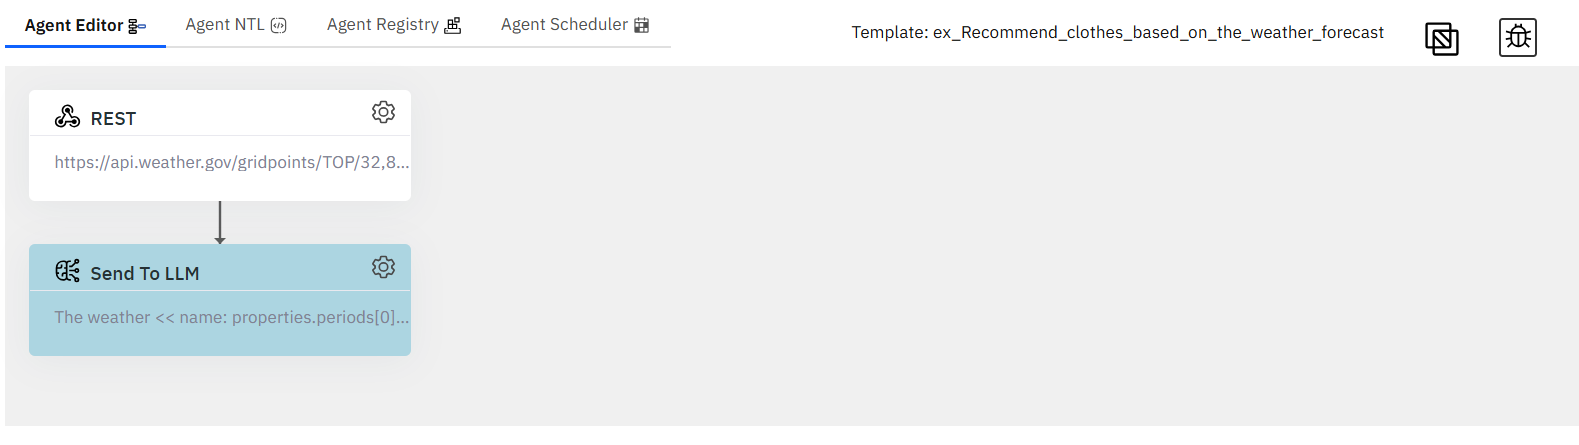 Agent Editor
Agent NTL
Agent Registry
Agent Scheduler
Template: ex_Recommend_clothes_based_on_the_weather_forecast
REST
https://api.weather.gov/gridpoints/TOP/32,8...
Send To LLM
The weather << name: properties.periods[0]...